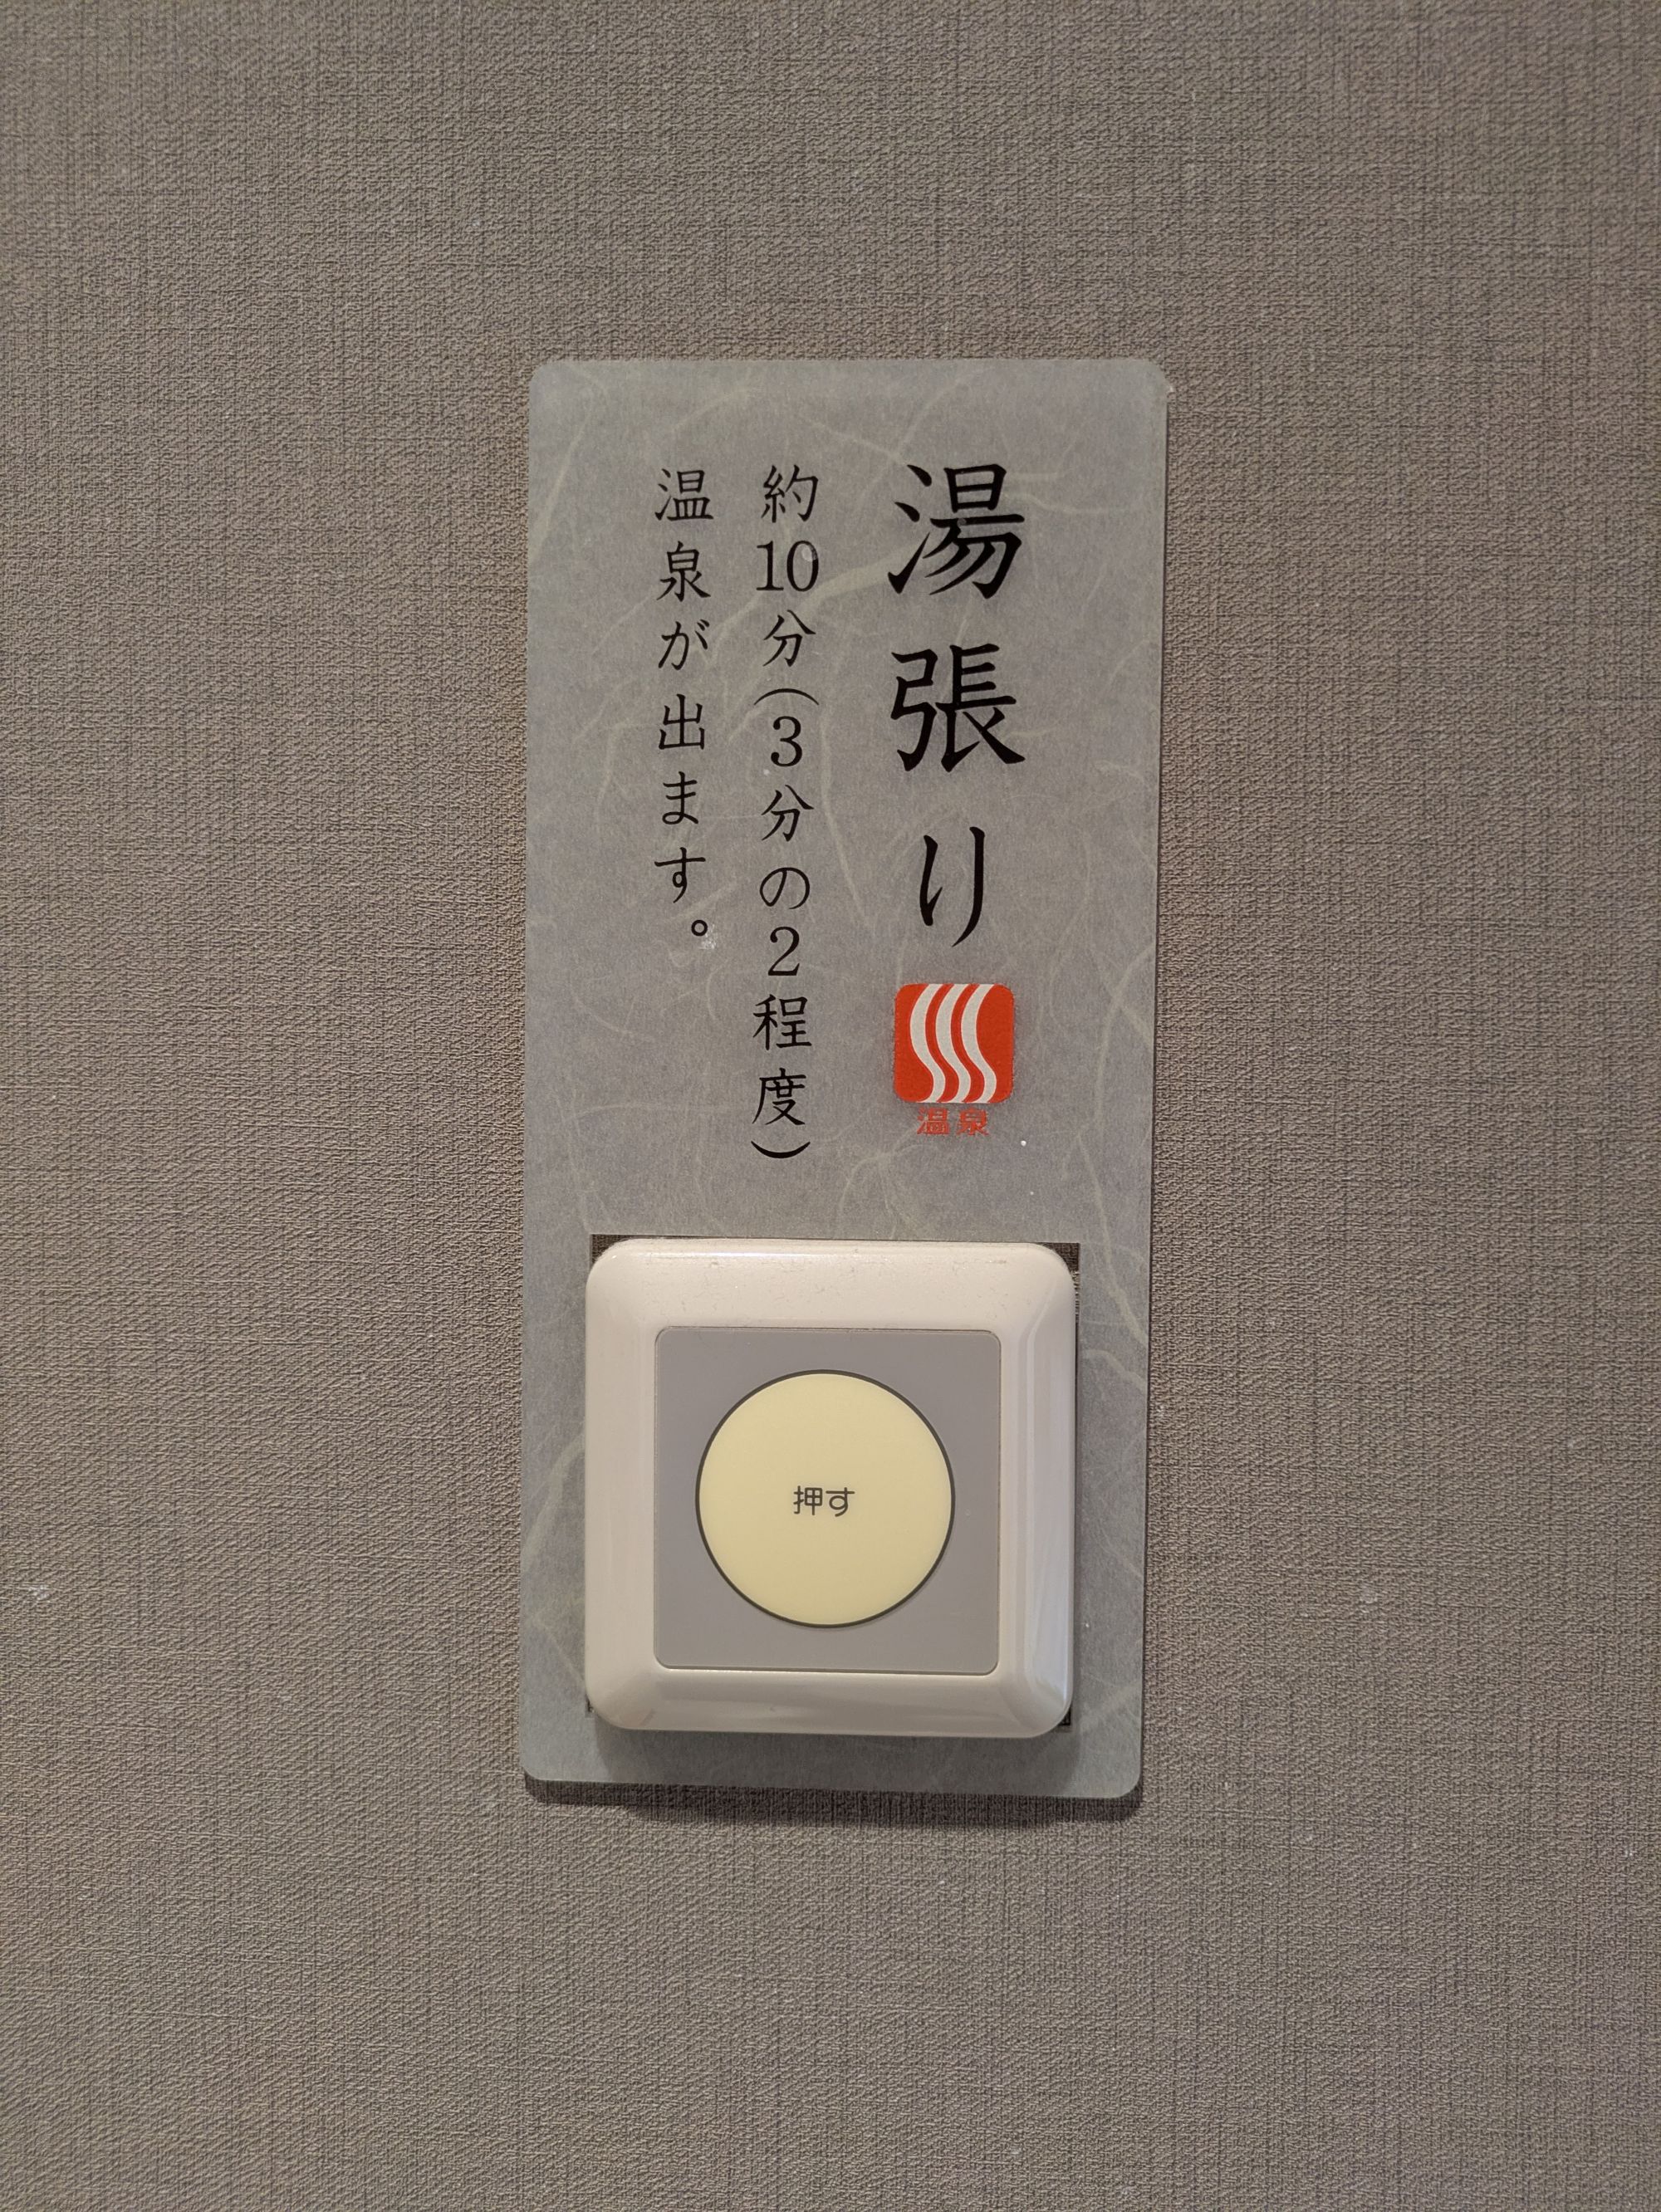 湯張り
温泉
約10分(3分の2程度)
温泉が出ます。
押す